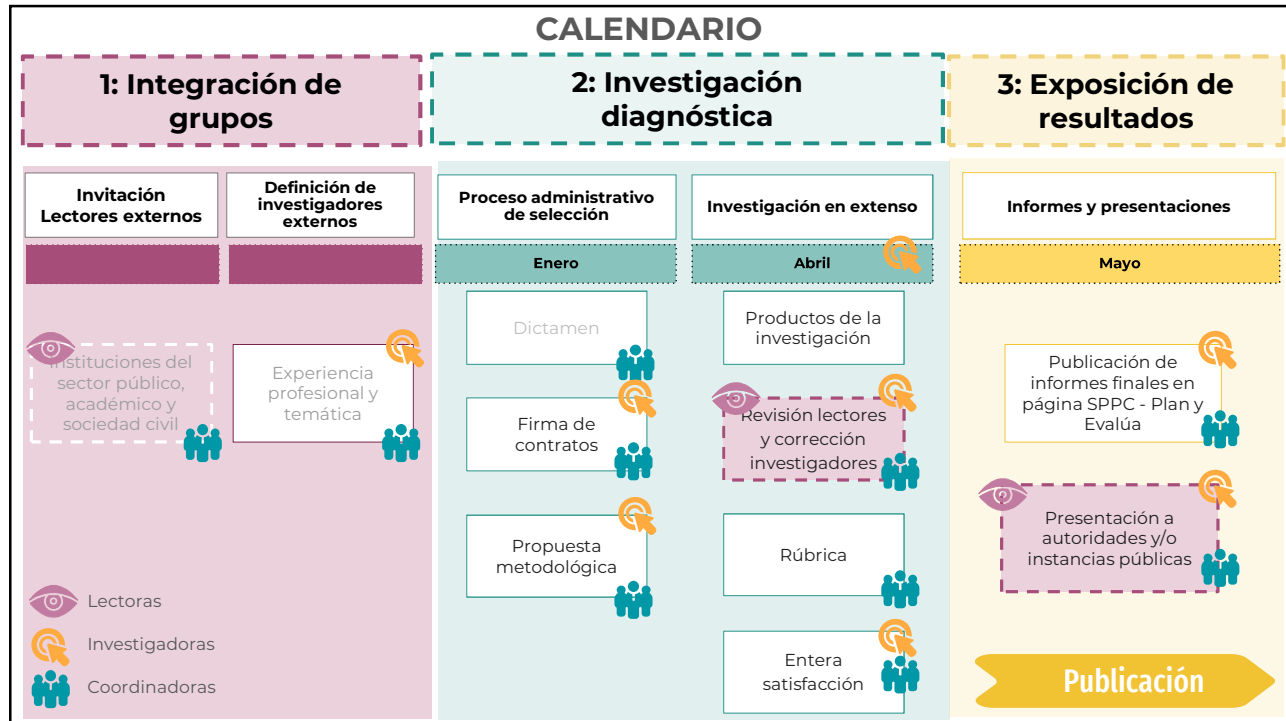 CALENDARIO
1: Integración de
grupos
2: Investigación
diagnóstica
3: Exposición de
resultados
Invitación
Lectores externos
Definición de
investigadores
externos
Proceso administrativo
de selección
Enero
Investigación en extenso
Abril
Informes y presentaciones
Mayo
Instituciones del
sector público,
académico y
sociedad civil
Experiencia
profesional y
temática
Dictamen
Firma de
contratos
Propuesta
metodológica
Productos de la
investigación
Revisión lectores
y corrección
investigadores
Rúbrica
Entera
satisfacción
Publicación de
informes finales en
página SPPC - Plan y
Evalúa
Presentación a
autoridades y/o
instancias públicas
Lectoras
Investigadoras
Coordinadoras
Publicación